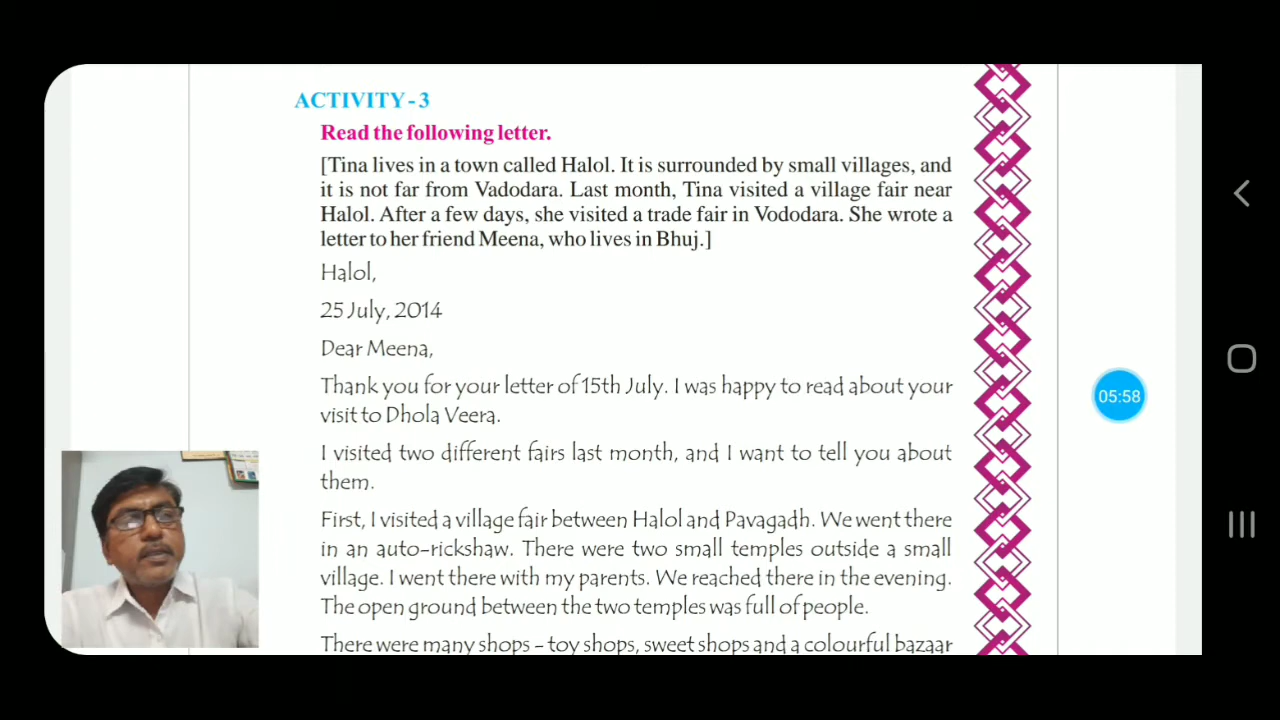 ACTIVITY - 3
Read the following letter.
[Tina lives in a town called Halol. It is surrounded by small villages, and
it is not far from Vadodara. Last month, Tina visited a village fair near
Halol. After a few days, she visited a trade fair in Vododara. She wrote a
letter to her friend Meena, who lives in Bhuj.]
Halol,
25 July, 2014
Dear Meena,
Thank you for your letter of 15th July. I was happy to read about your
visit to Dhola Veera.
I visited two different fairs last month, and I want to tell you about
them.
First, I visited a village fair between Halol and Pavagadh. We went there
in an auto-rickshaw. There were two small temples outside a small
village. I went there with my parents. We reached there in the evening.
The open ground between the two temples was full of people.
There were many shops – toy shops, sweet shops and a colourful bazaar
05:58